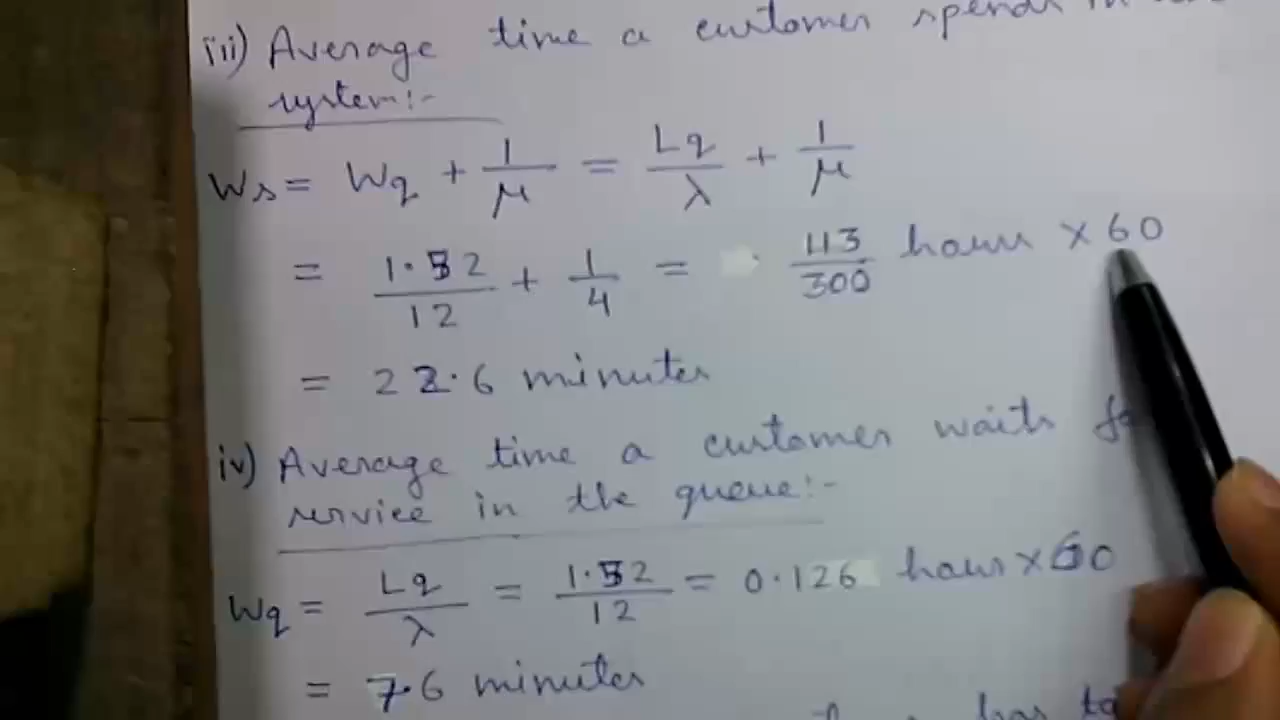 iii) Average time a customer spends in
system:-
Ws = Wq + 1/μ = Lq/λ + 1/μ
= 1.52/12 + 1/4 = 113/300 hours × 60
= 22.6 minutes
iv) Average time a customer waits
service in the queue:-
Wq = Lq/λ = 1.52/12 = 0.126 hours × 60
= 7.6 minutes
has